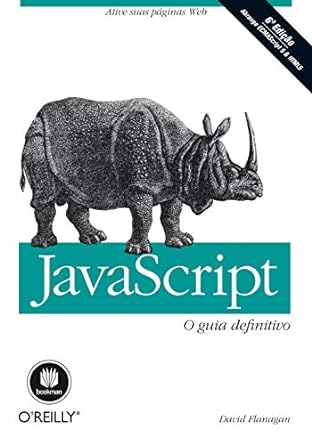 Ative suas páginas Web
6ª Edição
Abrange ECMAScript 5 & HTML5
JavaScript
O guia definitivo
bookman
O'REILLY®
David Flanagan